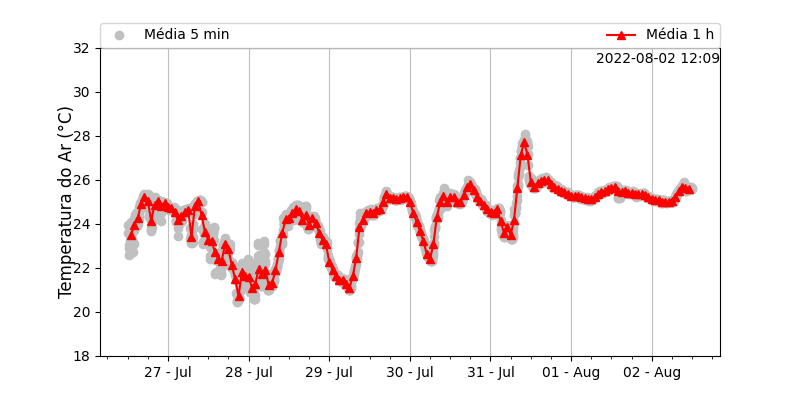 Média 5 min
Média 1 h
2022-08-02 12:09
Temperatura do Ar (°C)
32
30
28
26
24
22
20
18
27 - Jul
28 - Jul
29 - Jul
30 - Jul
31 - Jul
01 - Aug
02 - Aug